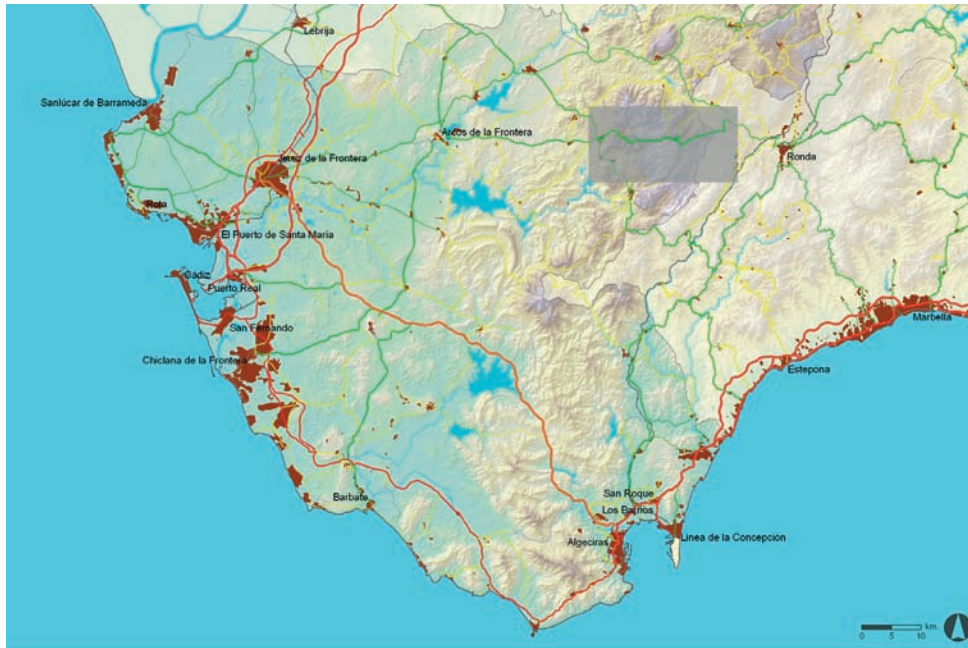 Lebrija
Sanlúcar de Barrameda
Arcos de la Frontera
Jerez de la Frontera
Ronda
Rota
El Puerto de Santa María
Cádiz
Puerto Real
Marbella
San Fernando
Chiclana de la Frontera
Estepona
Barbate
San Roque
Los Barrios
Algeciras
Linea de la Concepción
km.
0 5 10